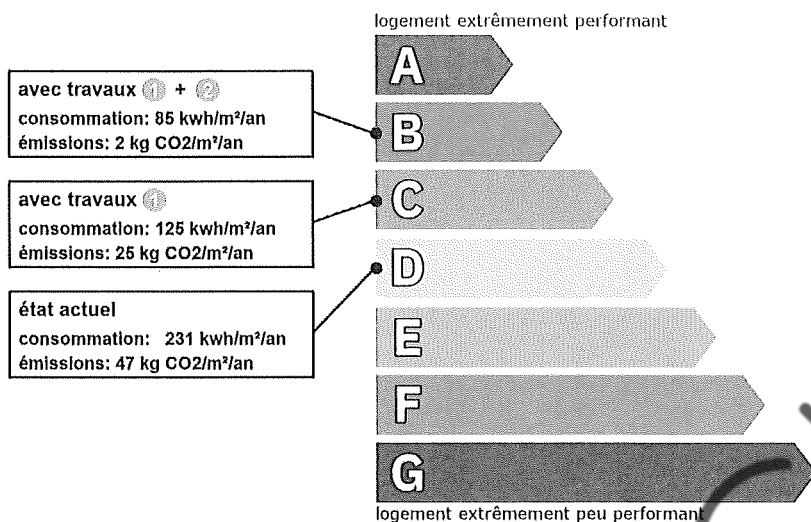 logement extrêmement performant
A
avec travaux 1 + 2
consommation: 85 kwh/m²/an
émissions: 2 kg CO2/m²/an
B
avec travaux 1
consommation: 125 kwh/m²/an
émissions: 25 kg CO2/m²/an
C
état actuel
consommation: 231 kwh/m²/an
émissions: 47 kg CO2/m²/an
D
E
F
G
logement extrêmement peu performant